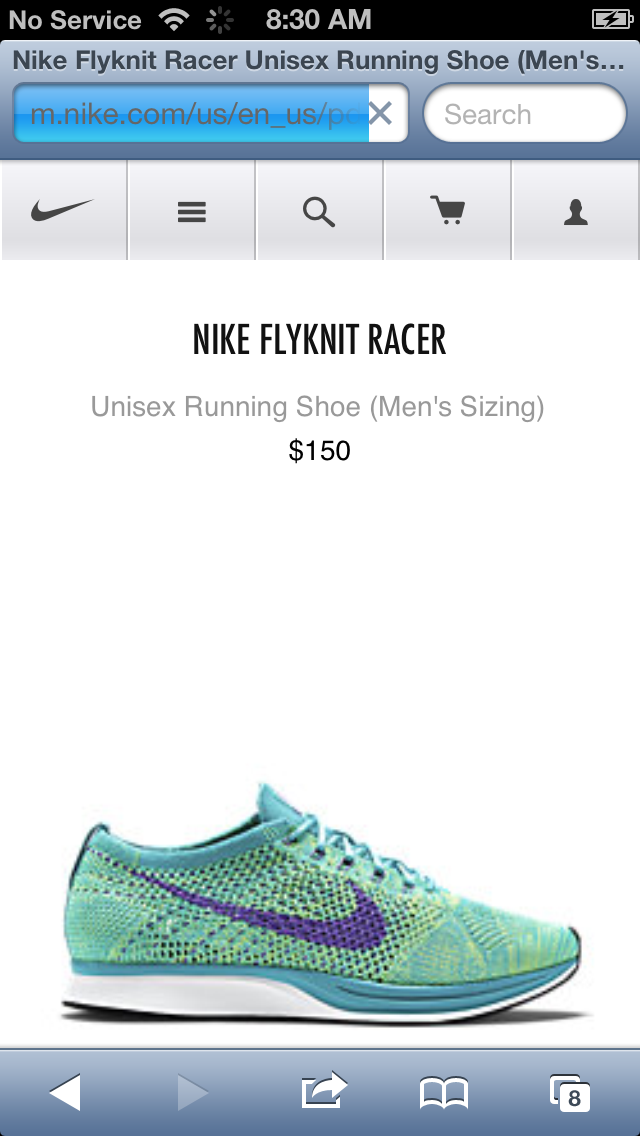 No Service 8:30 AM
Nike Flyknit Racer Unisex Running Shoe (Men's...
m.nike.com/us/en_us/p
Search
NIKE FLYKNIT RACER
Unisex Running Shoe (Men's Sizing)
$150
8